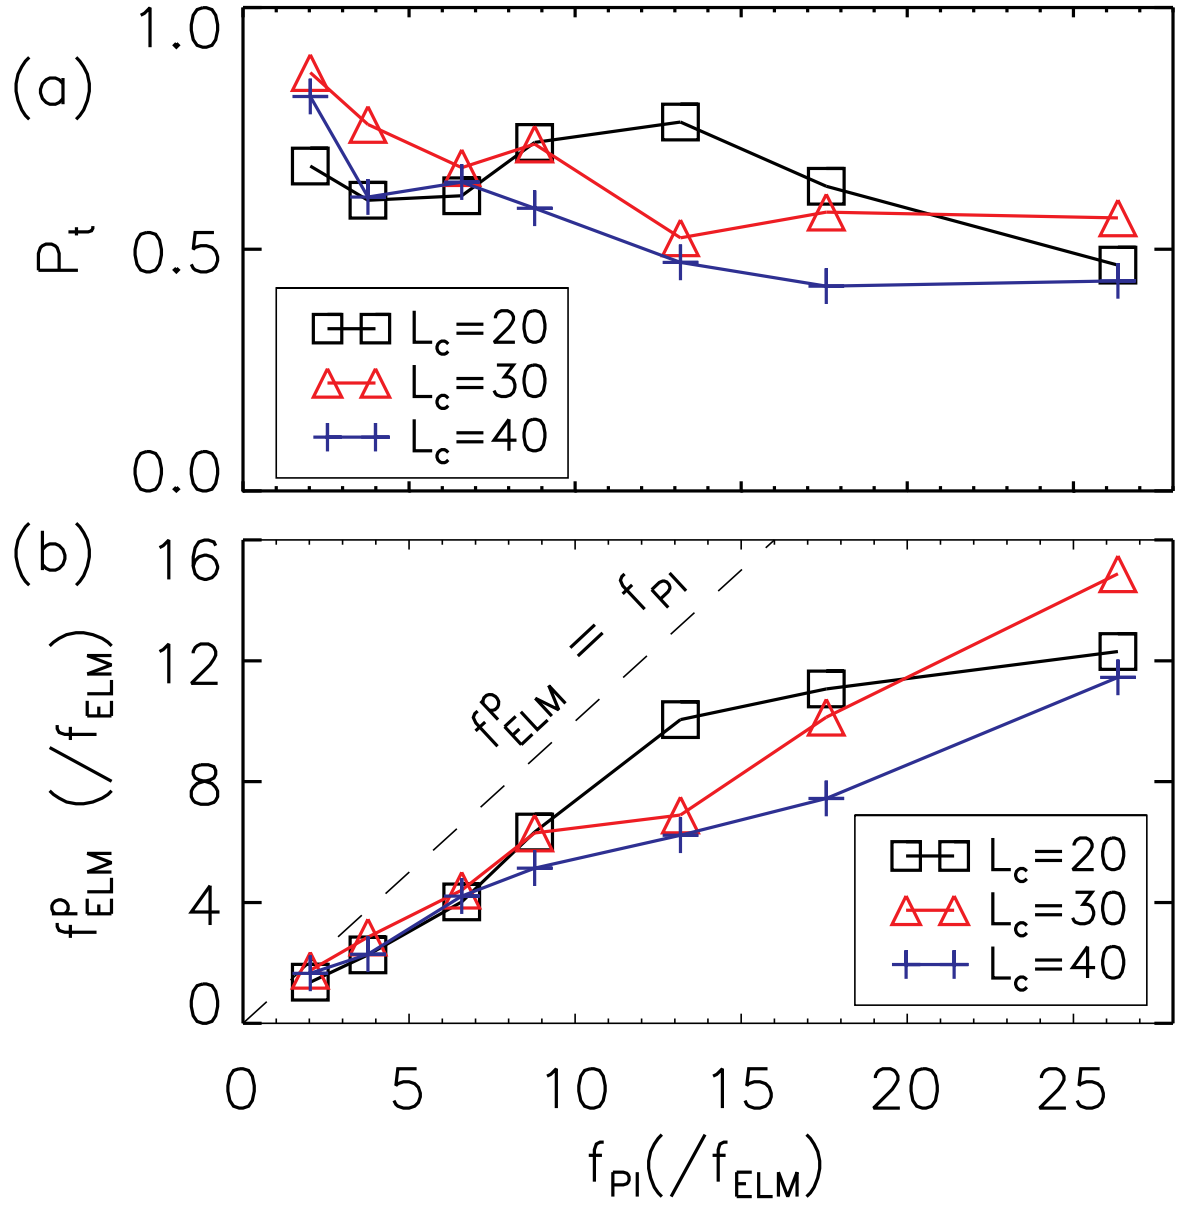 (a)
1.0
0.5
0.0
P_t
L_c=20
L_c=30
L_c=40
(b)
16
12
8
4
0
f^p_ELM (/f_ELM)
f^p_ELM = f_PI
L_c=20
L_c=30
L_c=40
0 5 10 15 20 25
f_PI(/f_ELM)